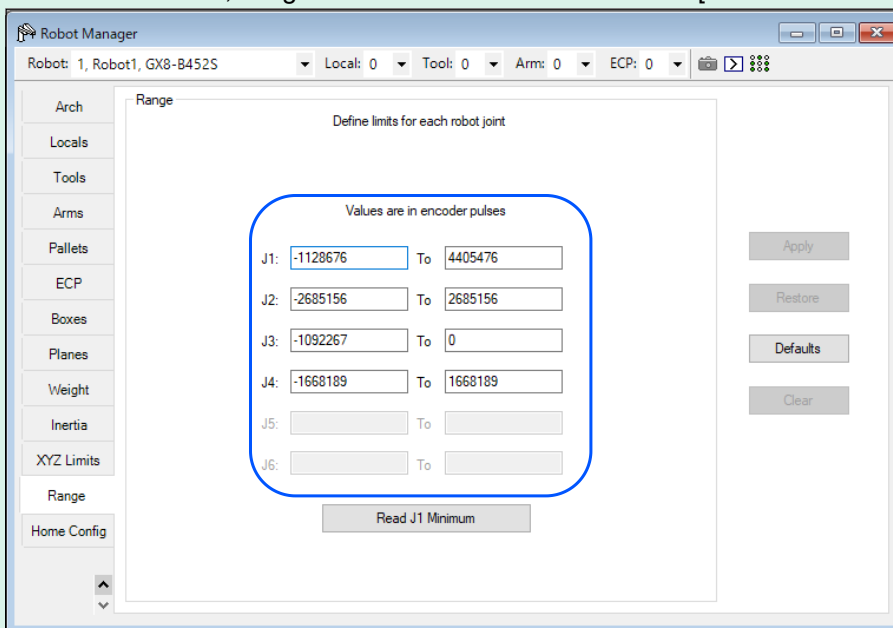 Robot Manager
Robot: 1, Robot1, GX8-B452S Local: 0 Tool: 0 Arm: 0 ECP: 0
Arch
Locals
Tools
Arms
Pallets
ECP
Boxes
Planes
Weight
Inertia
XYZ Limits
Range
Home Config
Range
Define limits for each robot joint
Values are in encoder pulses
J1: -1128676 To 4405476
J2: -2685156 To 2685156
J3: -1092267 To 0
J4: -1668189 To 1668189
J5: To
J6: To
Read J1 Minimum
Apply
Restore
Defaults
Clear